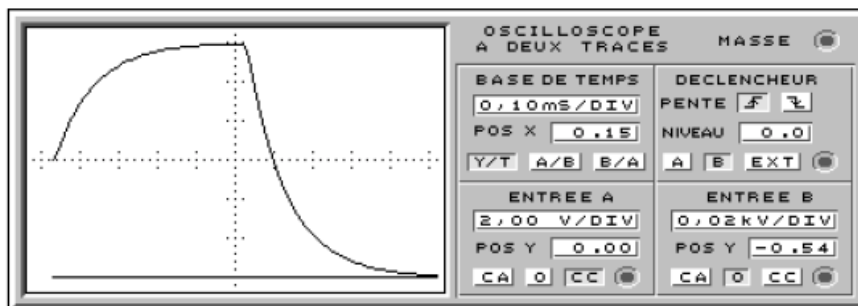 OSCILLOSCOPE
A DEUX TRACES
MASSE
BASE DE TEMPS
0,10mS/DIV
POS X 0.15
Y/T A/B B/A
DECLENCHEUR
PENTE
NIVEAU 0.0
A B EXT
ENTREE A
2,00 V/DIV
POS Y 0.00
CA 0 CC
ENTREE B
0,02kV/DIV
POS Y -0.54
CA 0 CC